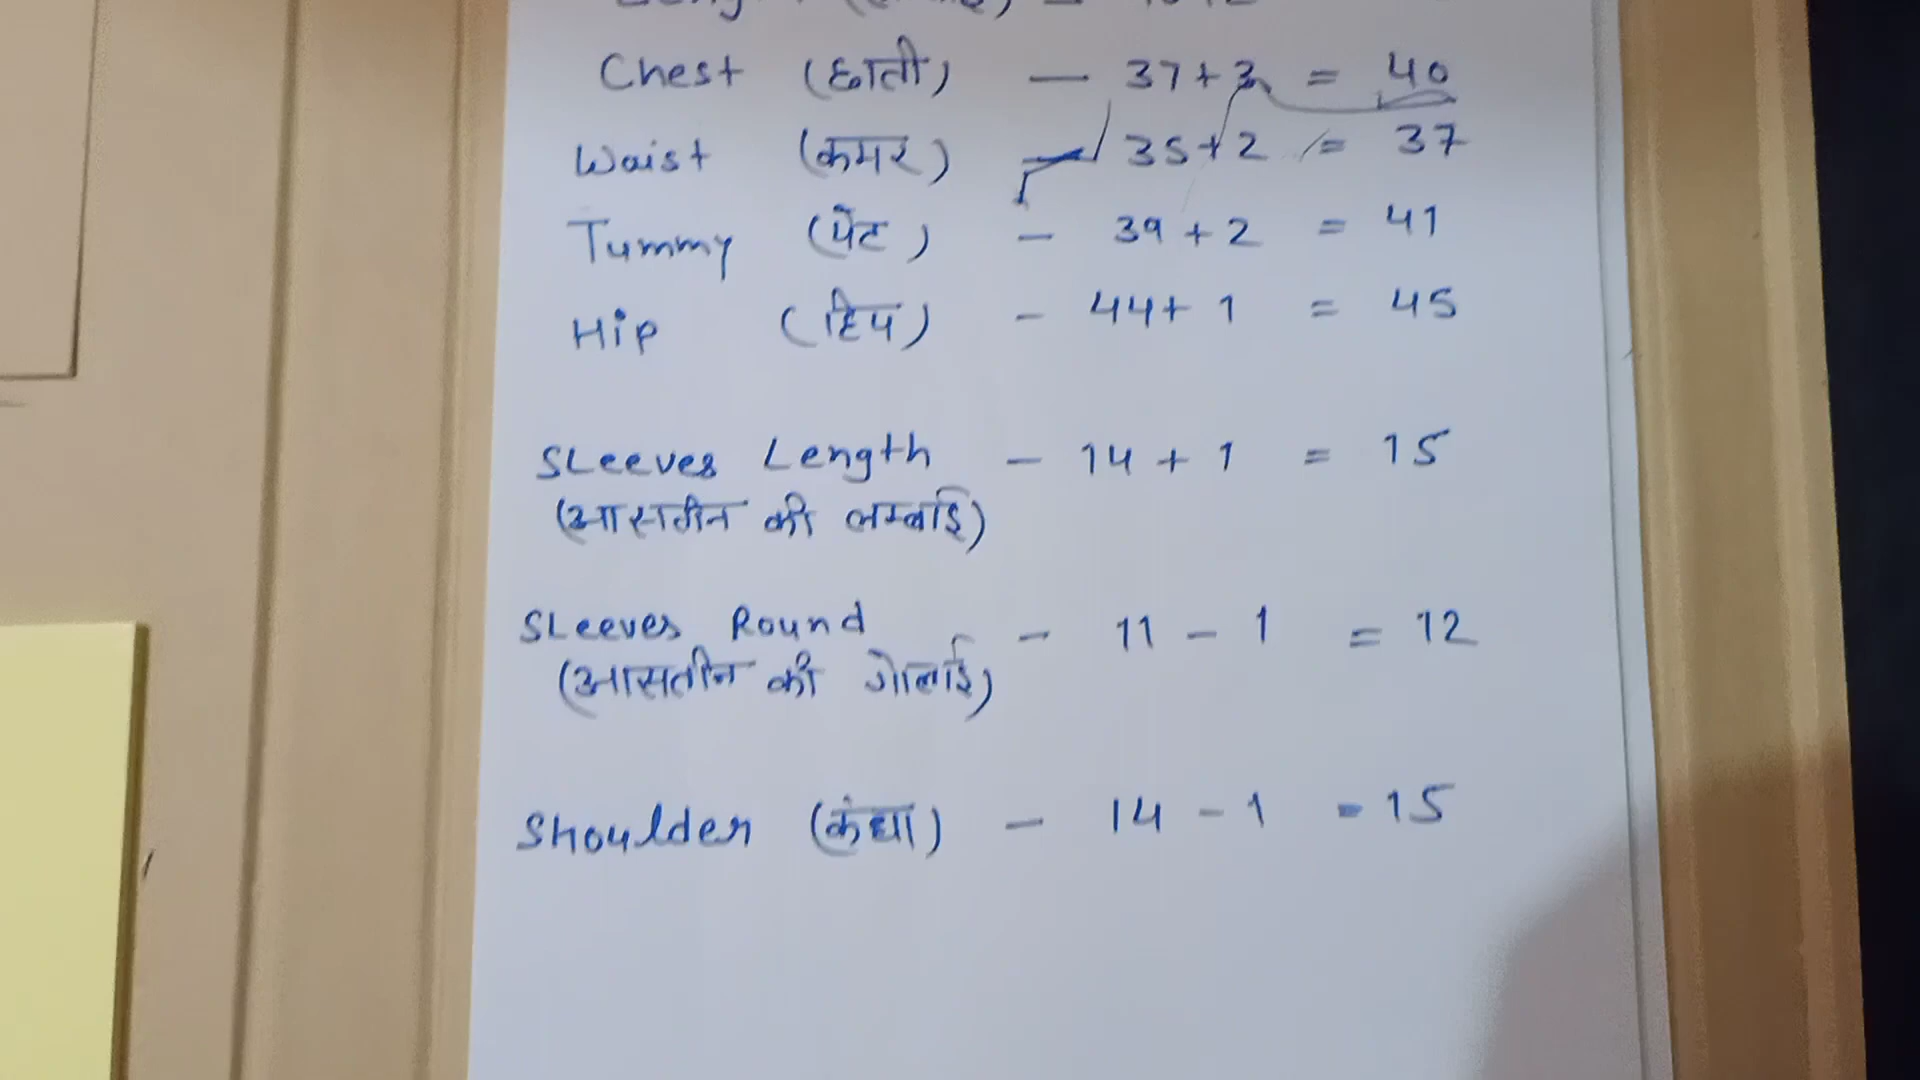 Chest (छाती) — 37+3 = 40
Waist (कमर) — 35+2 = 37
Tummy (पेट) - 39+2 = 41
Hip (हिप) - 44+1 = 45
Sleeves Length - 14+1 = 15
(आसतीन की लम्बाई)
Sleeves Round - 11-1 = 12
(आसतीन की गोलाई)
Shoulder (कंधा) - 14-1 = 15